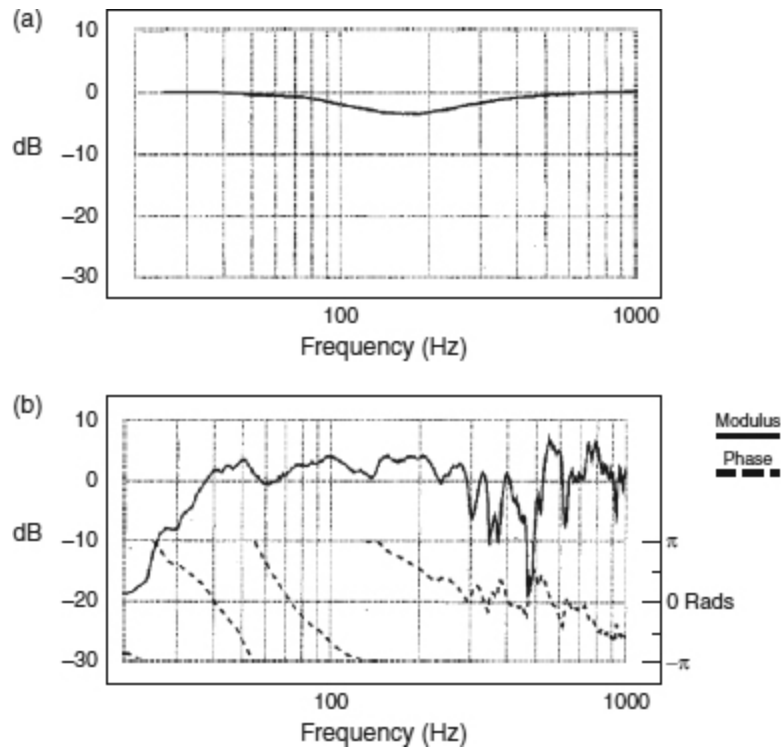 (a)
10
0
dB
–10
–20
–30
100 1000
Frequency (Hz)
(b)
10
0
dB
–10
–20
–30
π
0 Rads
–π
100 1000
Frequency (Hz)
Modulus
Phase